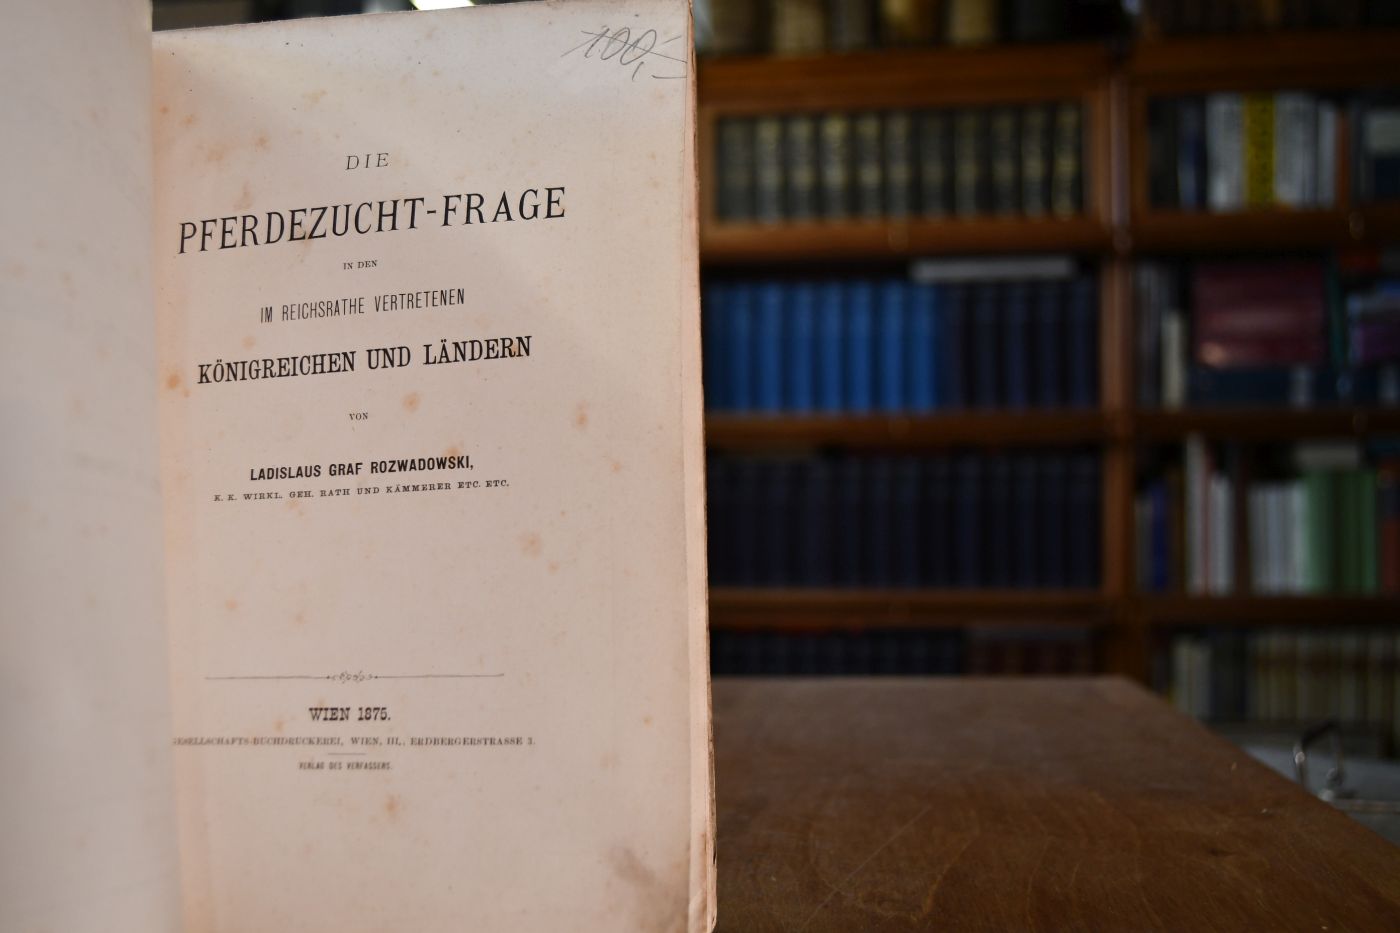 100,-
DIE
PFERDEZUCHT-FRAGE
IN DEN
IM REICHSRATHE VERTRETENEN
KÖNIGREICHEN UND LÄNDERN
VON
LADISLAUS GRAF ROZWADOWSKI,
K. K. WIRKL. GEH. RATH UND KÄMMERER ETC. ETC.
WIEN 1875.
GESELLSCHAFTS-BUCHDRUCKEREI, WIEN, III., ERDBERGERSTRASSE 3.
VERLAG DES VERFASSERS.